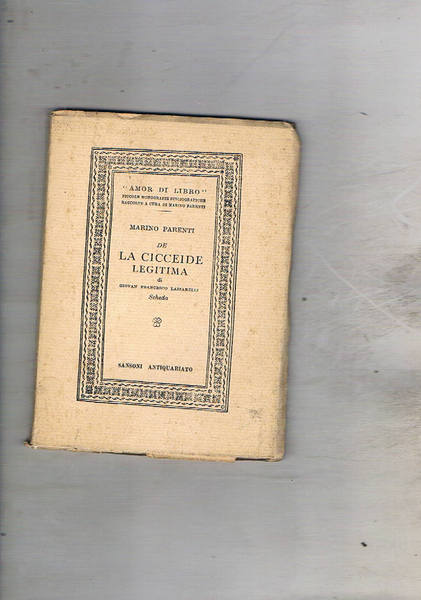 "AMOR DI LIBRO"
PICCOLE MONOGRAFIE BIBLIOGRAFICHE
RACCOLTE A CURA DI MARINO PARENTI
MARINO PARENTI
DE
LA CICCEIDE
LEGITIMA
di
GIOVAN FRANCESCO LAZZARELLI
Scheda
SANSONI ANTIQUARIATO